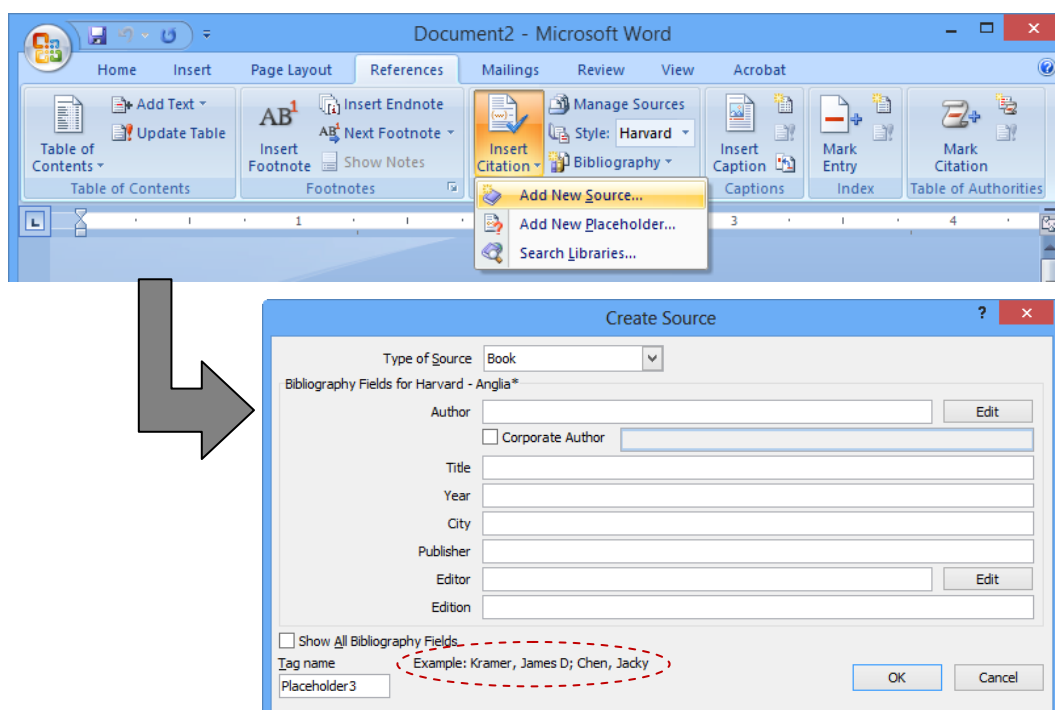 Document2 - Microsoft Word
Home Insert Page Layout References Mailings Review View Acrobat
Table of Contents
Add Text
Update Table
Table of Contents
AB1
Insert Footnote
Insert Endnote
AB1 Next Footnote
Show Notes
Footnotes
Insert Citation
Manage Sources
Style: Harvard
Bibliography
Insert Caption
Captions
Mark Entry
Index
Mark Citation
Table of Authorities
Add New Source...
Add New Placeholder...
Search Libraries...
L 1 3 4
Create Source ?
Type of Source Book
Bibliography Fields for Harvard - Anglia*
Author Edit
Corporate Author
Title
Year
City
Publisher
Editor Edit
Edition
Show All Bibliography Fields
Tag name Example: Kramer, James D; Chen, Jacky
Placeholder3
OK Cancel